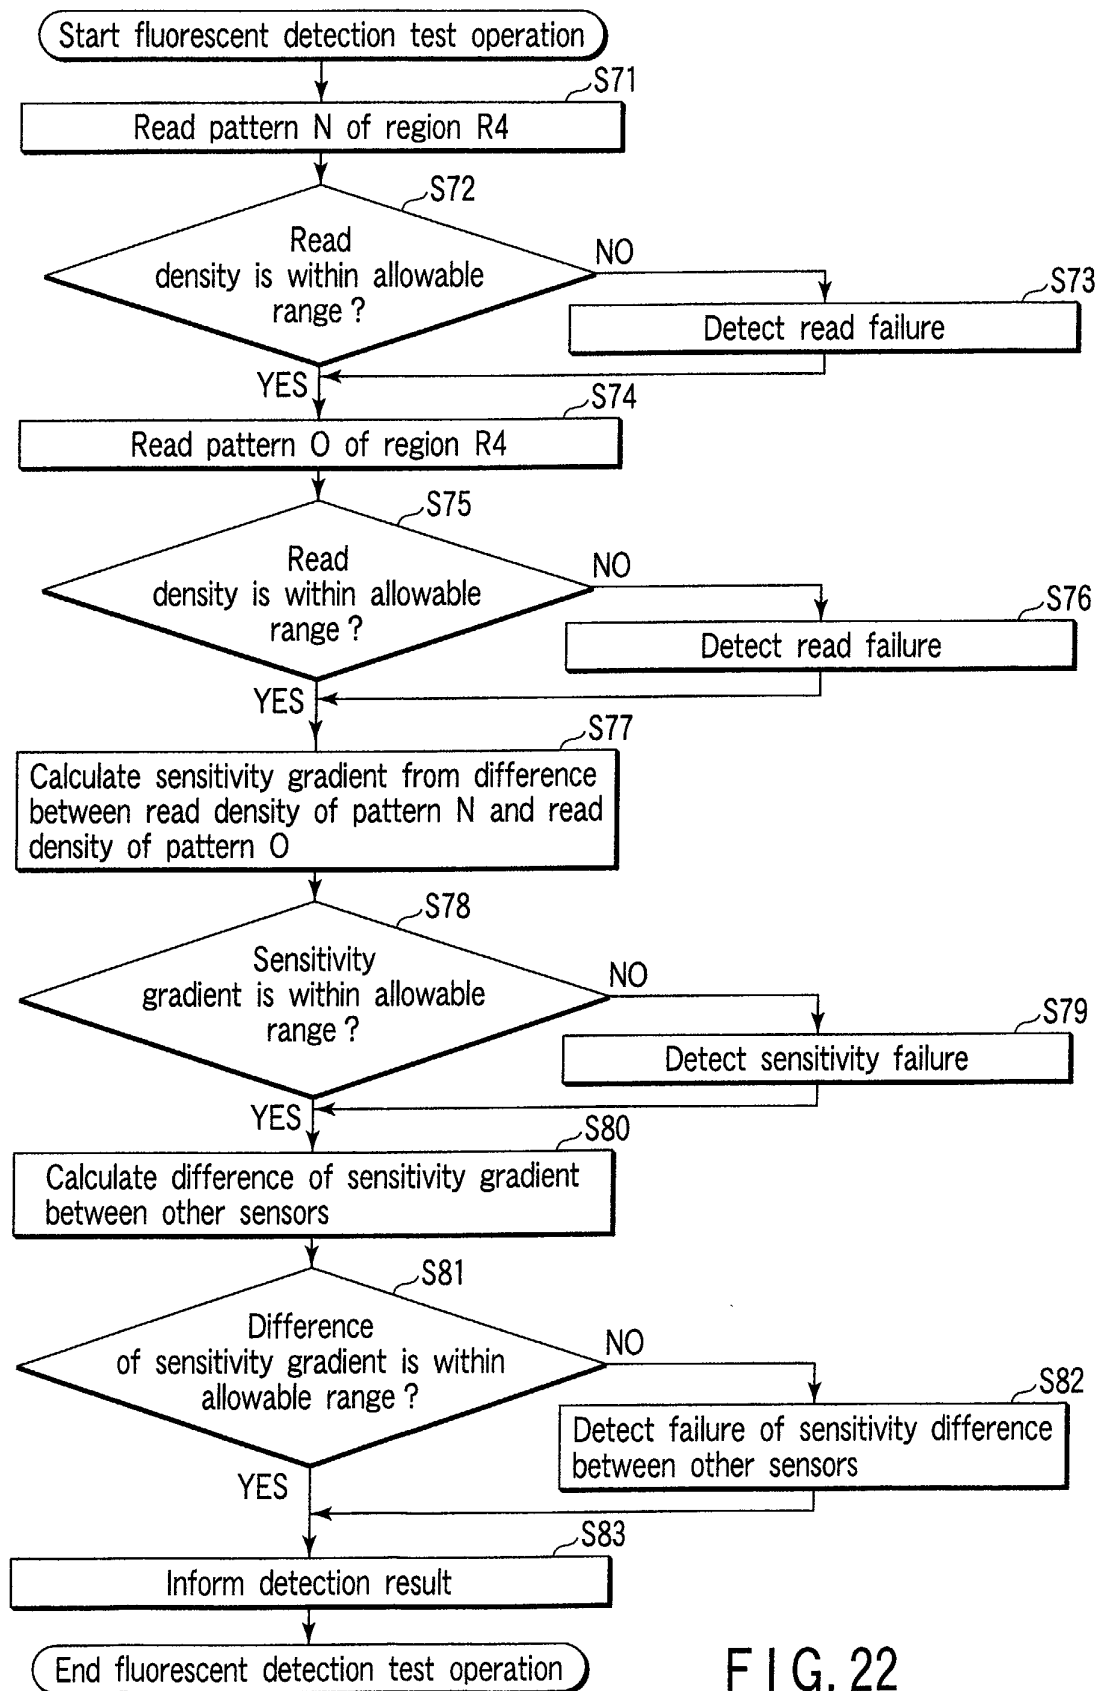 Start fluorescent detection test operation
S71
Read pattern N of region R4
S72
Read
density is within allowable
range ?
NO
S73
Detect read failure
YES
S74
Read pattern O of region R4
S75
Read
density is within allowable
range ?
NO
S76
Detect read failure
YES
S77
Calculate sensitivity gradient from difference
between read density of pattern N and read
density of pattern O
S78
Sensitivity
gradient is within allowable
range ?
NO
S79
Detect sensitivity failure
YES
S80
Calculate difference of sensitivity gradient
between other sensors
S81
Difference
of sensitivity gradient is within
allowable range ?
NO
S82
Detect failure of sensitivity difference
between other sensors
YES
S83
Inform detection result
End fluorescent detection test operation
FIG. 22